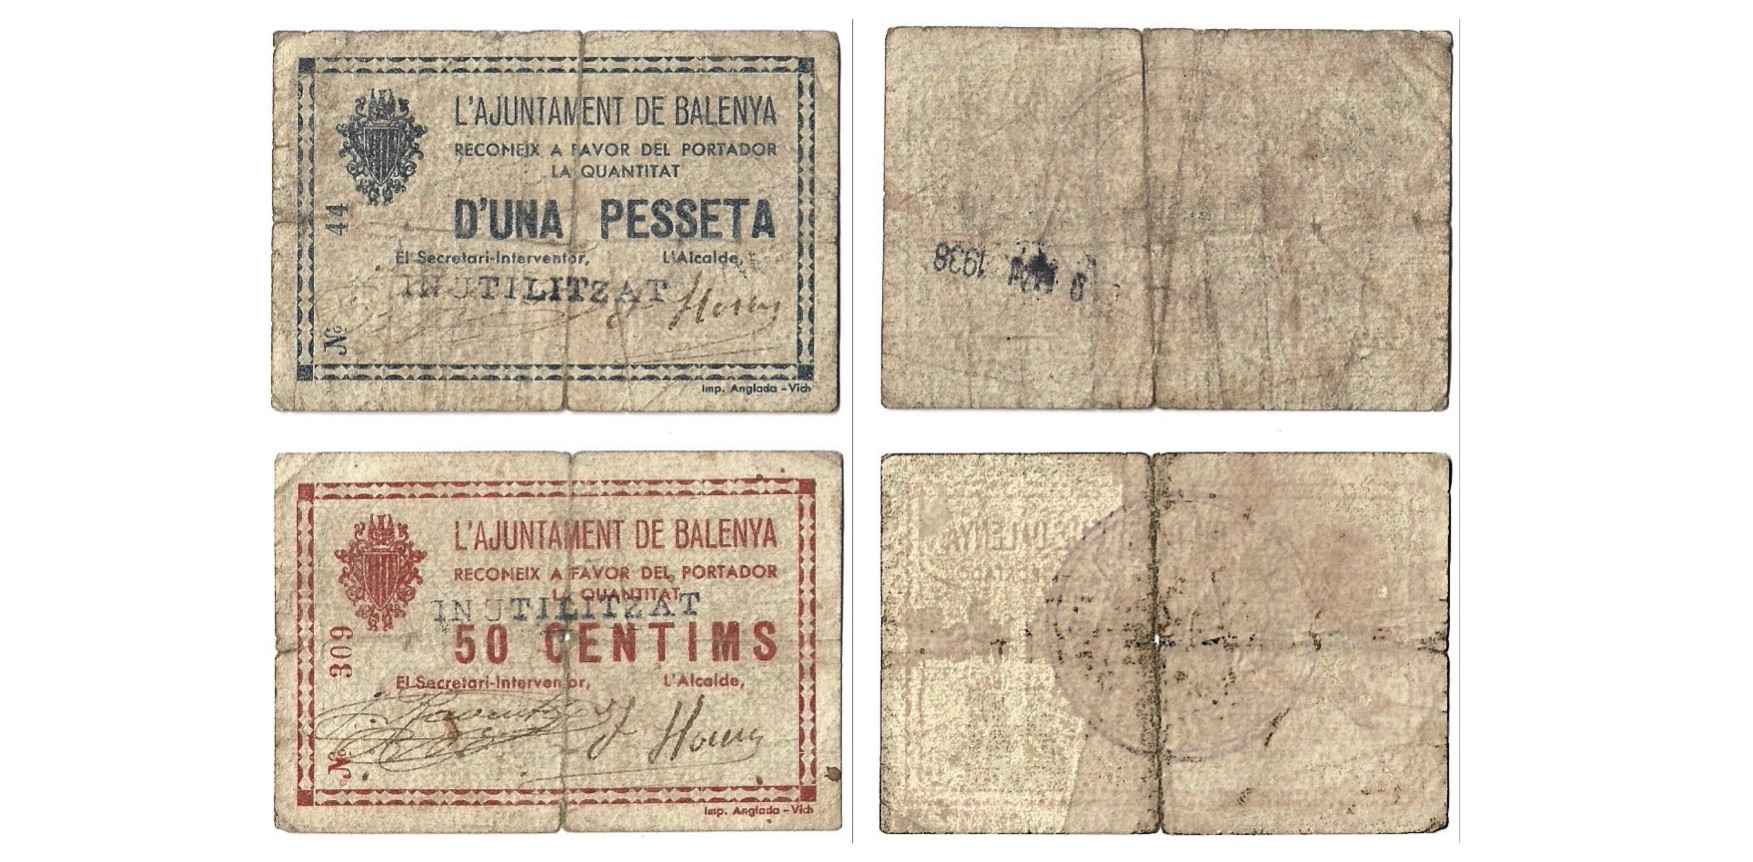 L'AJUNTAMENT DE BALENYA
RECONEIX A FAVOR DEL PORTADOR
LA QUANTITAT
D'UNA PESSETA
El Secretari-Interventor, L'Alcalde,
INUTILITZAT
Nº 44
Imp. Anglada - Vich
9 1938
L'AJUNTAMENT DE BALENYA
RECONEIX A FAVOR DEL PORTADOR
LA QUANTITAT
INUTILITZAT
50 CENTIMS
El Secretari-Interventor, L'Alcalde,
Nº 309
Imp. Anglada - Vich